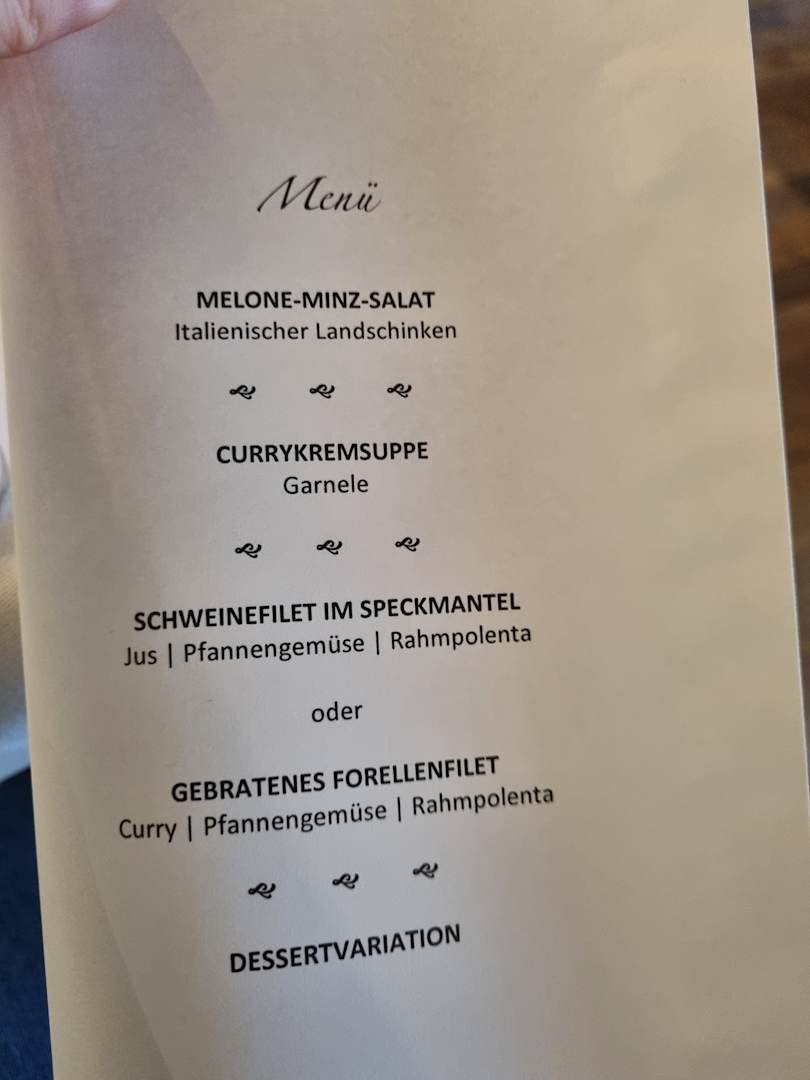 Menü
MELONE-MINZ-SALAT
Italienischer Landschinken
CURRYKREMSUPPE
Garnele
SCHWEINEFILET IM SPECKMANTEL
Jus | Pfannengemüse | Rahmpolenta
oder
GEBRATENES FORELLENFILET
Curry | Pfannengemüse | Rahmpolenta
DESSERTVARIATION